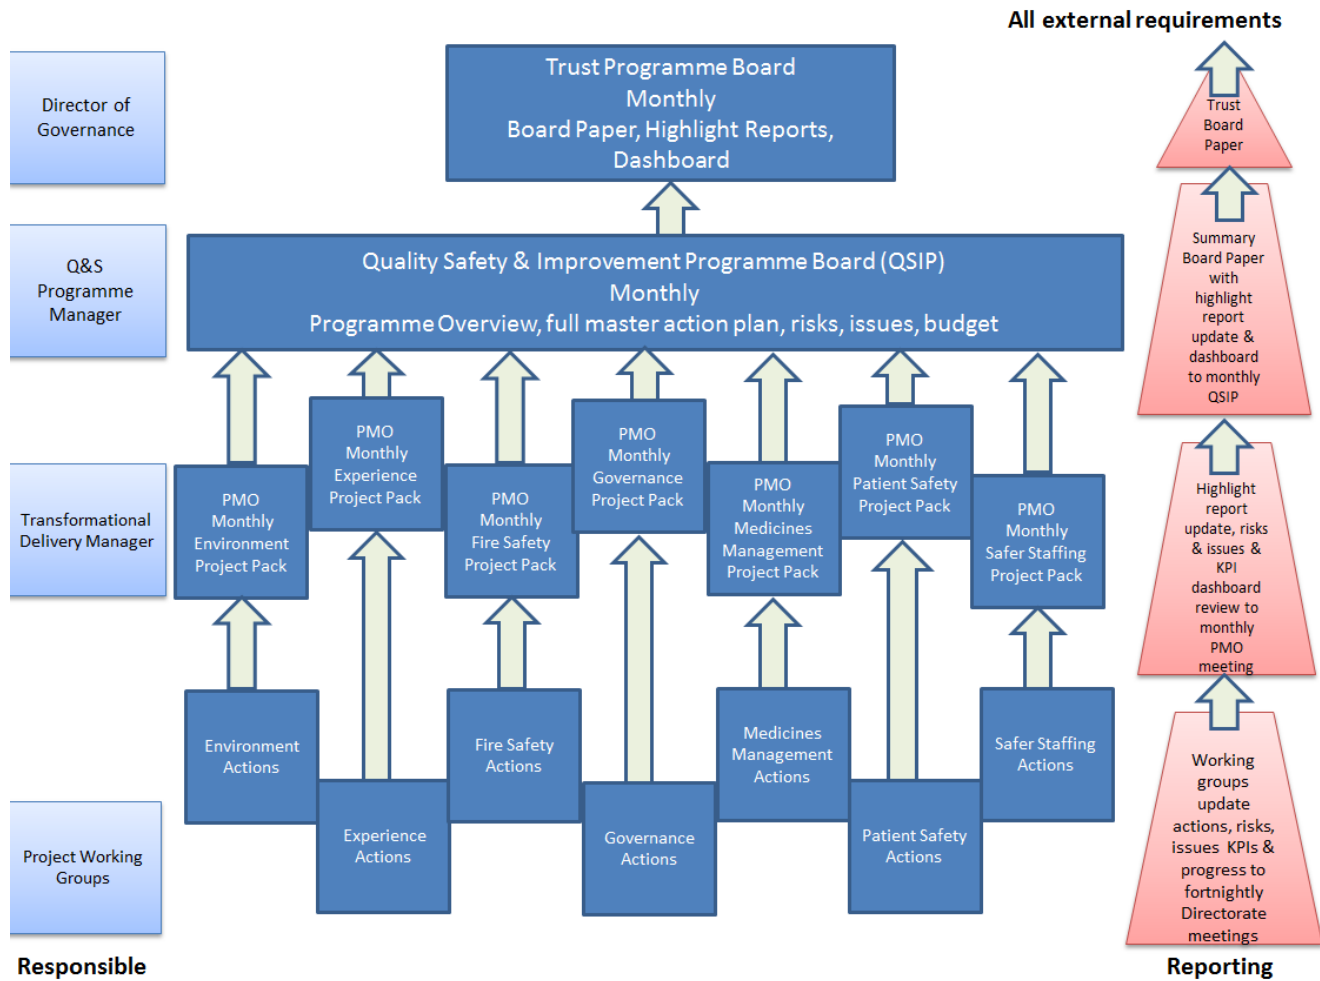 All external requirements
Director of
Governance
Trust Programme Board
Monthly
Board Paper, Highlight Reports,
Dashboard
Trust
Board
Paper
Q&S
Programme
Manager
Quality Safety & Improvement Programme Board (QSIP)
Monthly
Programme Overview, full master action plan, risks, issues, budget
Summary
Board Paper
with
highlight
report
update &
dashboard
to monthly
QSIP
Transformational
Delivery Manager
PMO
Monthly
Environment
Project Pack
PMO
Monthly
Experience
Project Pack
PMO
Monthly
Fire Safety
Project Pack
PMO
Monthly
Governance
Project Pack
PMO
Monthly
Medicines
Management
Project Pack
PMO
Monthly
Patient Safety
Project Pack
PMO
Monthly
Safer Staffing
Project Pack
Highlight
report
update, risks
& issues &
KPI
dashboard
review to
monthly
PMO
meeting
Project Working
Groups
Environment
Actions
Experience
Actions
Fire Safety
Actions
Governance
Actions
Medicines
Management
Actions
Patient Safety
Actions
Safer Staffing
Actions
Working
groups
update
actions, risks,
issues KPIs &
progress to
fortnightly
Directorate
meetings
Responsible
Reporting